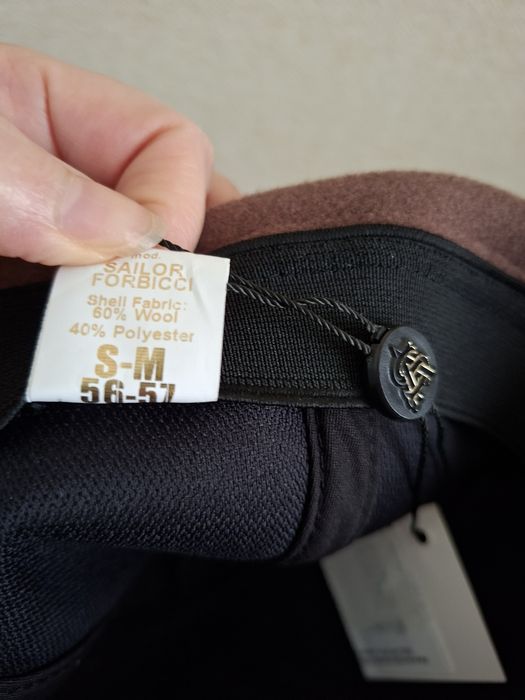 mod.
SAILOR
FORBICCI
Shell Fabric:
60% Wool
40% Polyester
S-M
56-57